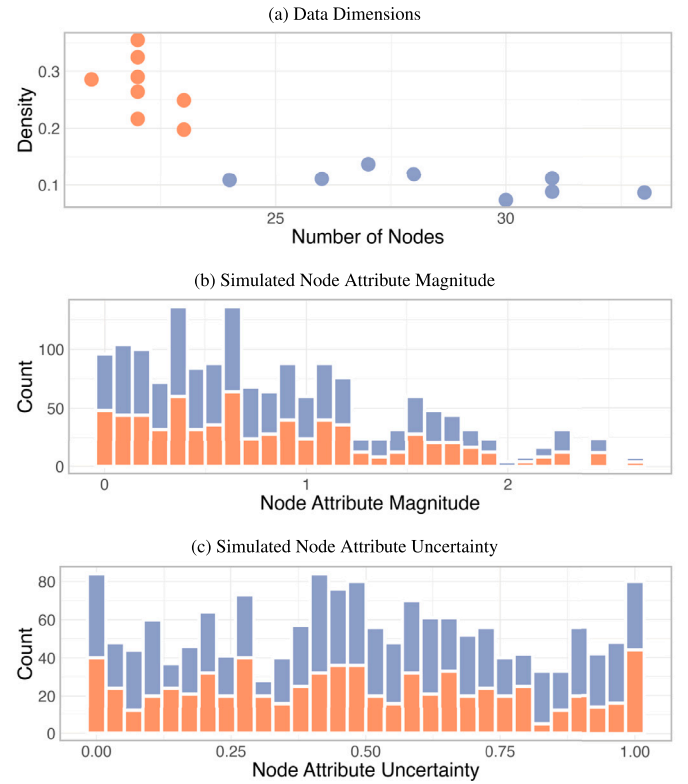 (a) Data Dimensions
0.3
0.2
0.1
Density
25
30
Number of Nodes
(b) Simulated Node Attribute Magnitude
100
50
0
Count
0
1
2
Node Attribute Magnitude
(c) Simulated Node Attribute Uncertainty
80
60
40
20
0
Count
0.00
0.25
0.50
0.75
1.00
Node Attribute Uncertainty